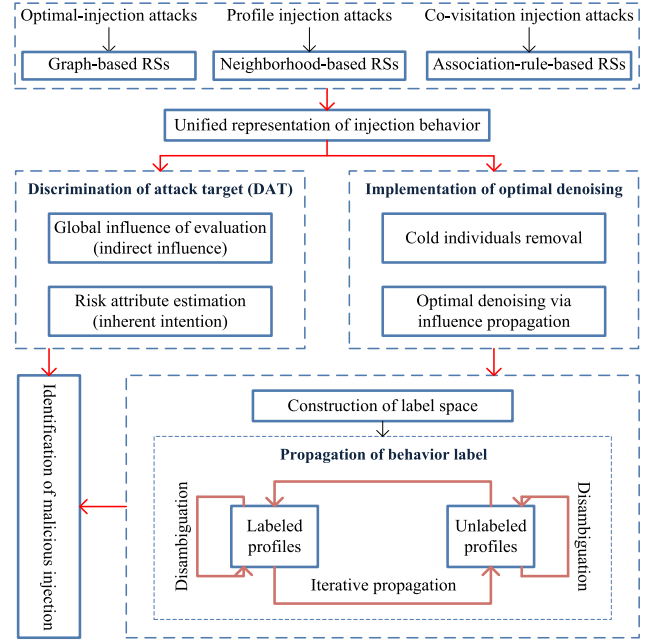 Optimal-injection attacks
Profile injection attacks
Co-visitation injection attacks
Graph-based RSs
Neighborhood-based RSs
Association-rule-based RSs
Unified representation of injection behavior
Discrimination of attack target (DAT)
Global influence of evaluation
(indirect influence)
Risk attribute estimation
(inherent intention)
Implementation of optimal denoising
Cold individuals removal
Optimal denoising via
influence propagation
Identification of malicious injection
Construction of label space
Propagation of behavior label
Disambiguation
Labeled
profiles
Unlabeled
profiles
Disambiguation
Iterative propagation